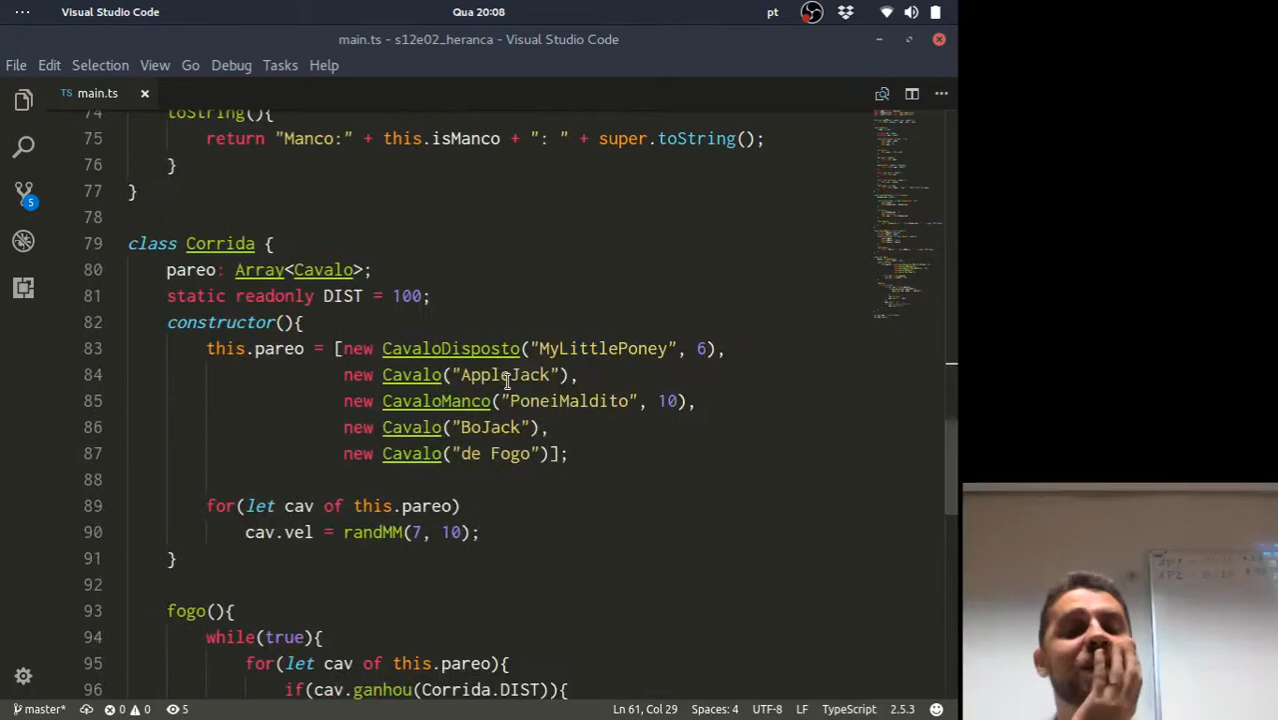 Visual Studio Code
Qua 20:08
pt
main.ts - s12e02_heranca - Visual Studio Code
File Edit Selection View Go Debug Tasks Help
TS main.ts
74 toString(){
75 return "Manco:" + this.isManco + ": " + super.toString();
76 }
77 }
78
79 class Corrida {
80 pareo: Array<Cavalo>;
81 static readonly DIST = 100;
82 constructor(){
83 this.pareo = [new CavaloDisposto("MyLittlePoney", 6),
84 new Cavalo("AppleJack"),
85 new CavaloManco("PoneiMaldito", 10),
86 new Cavalo("BoJack"),
87 new Cavalo("de Fogo")];
88
89 for(let cav of this.pareo)
90 cav.vel = randMM(7, 10);
91 }
92
93 fogo(){
94 while(true){
95 for(let cav of this.pareo){
96 if(cav.ganhou(Corrida.DIST)){
5
master* 0 0 5 Ln 61, Col 29 Spaces: 4 UTF-8 LF TypeScript 2.5.3